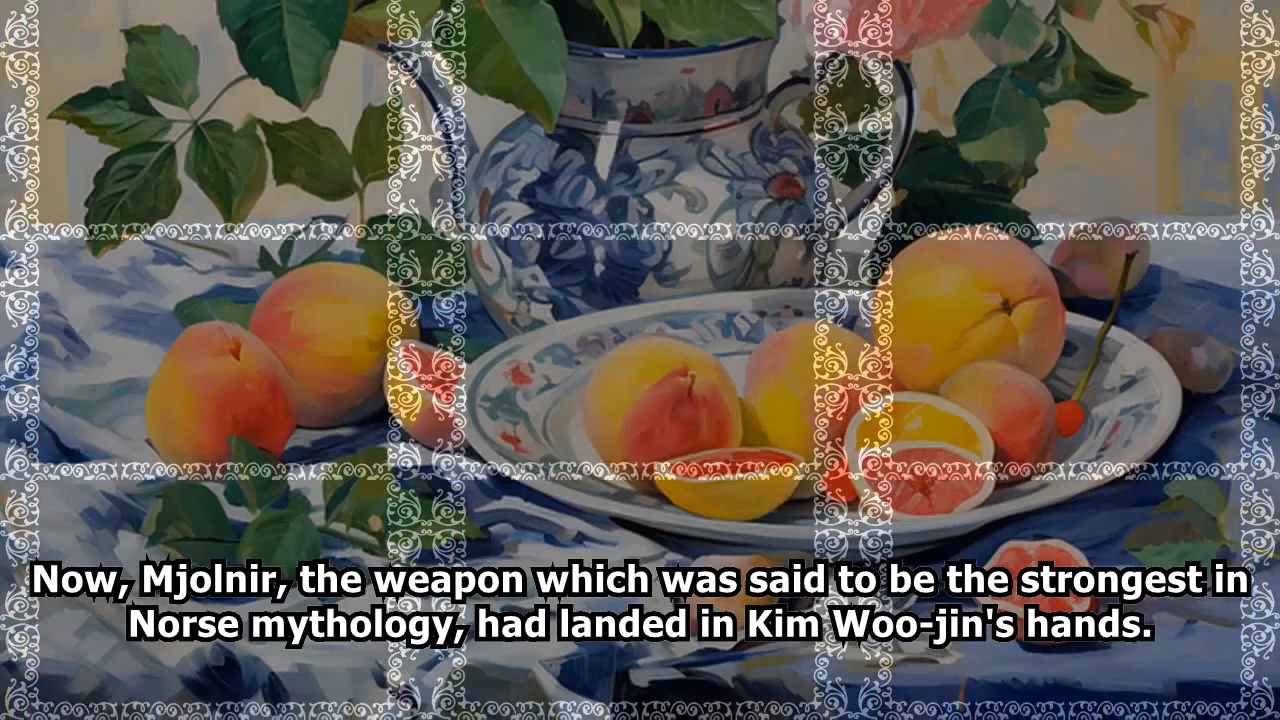 Now, Mjolnir, the weapon which was said to be the strongest in
Norse mythology, had landed in Kim Woo-jin's hands.